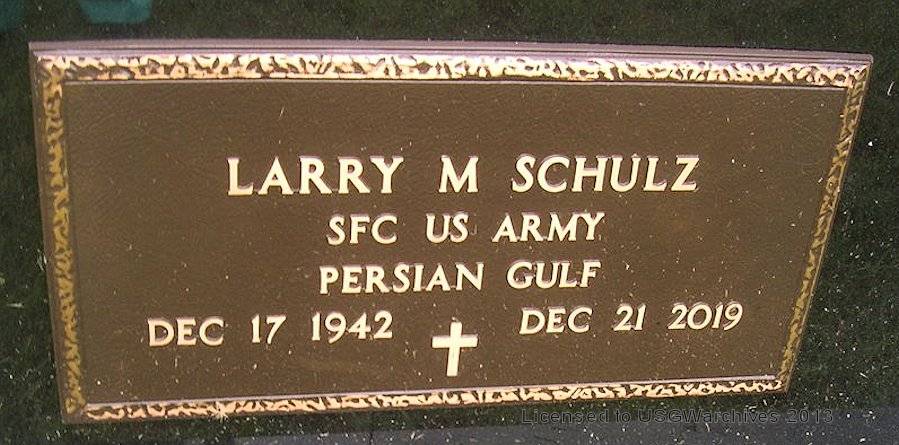 LARRY M SCHULZ
SFC US ARMY
PERSIAN GULF
DEC 17 1942 DEC 21 2019
Licensed to USGWarchives 2013